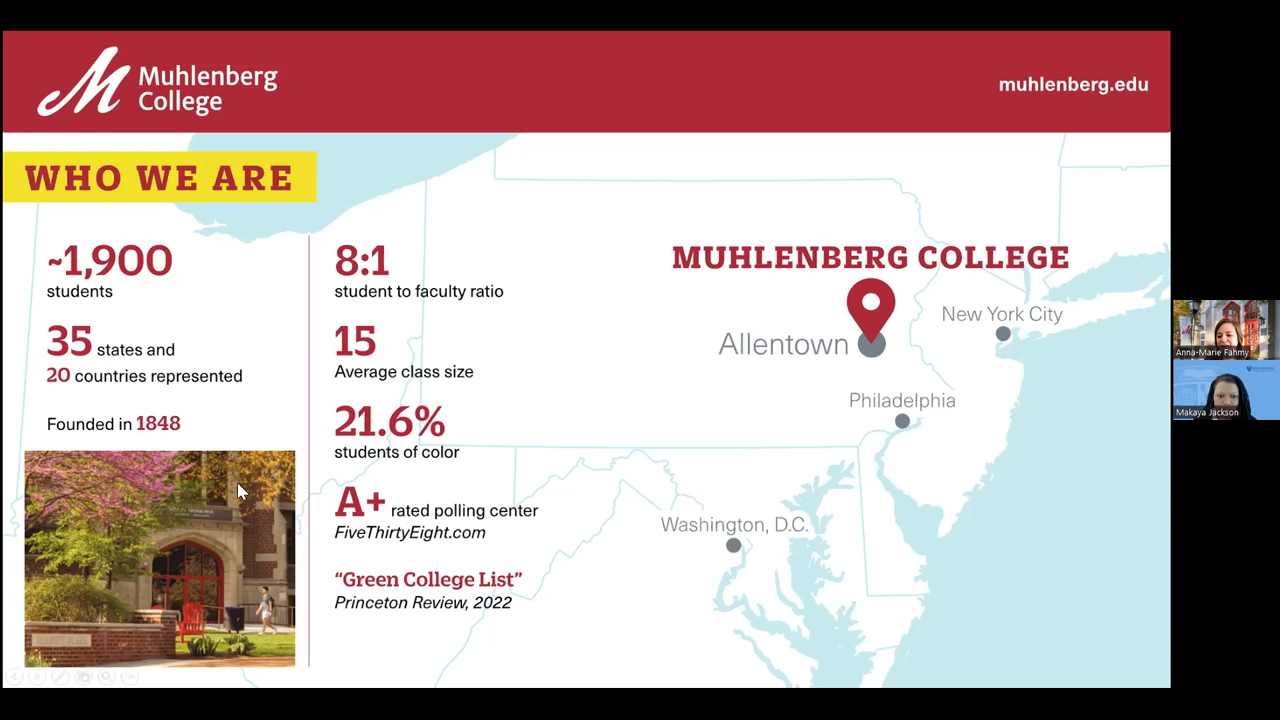 Muhlenberg
College
muhlenberg.edu
WHO WE ARE
~1,900
students
35 states and
20 countries represented
Founded in 1848
8:1
student to faculty ratio
15
Average class size
21.6%
students of color
A+ rated polling center
FiveThirtyEight.com
“Green College List”
Princeton Review, 2022
MUHLENBERG COLLEGE
New York City
Allentown
Philadelphia
Washington, D.C.
Anna-Marie Fahmy
Makaya Jackson